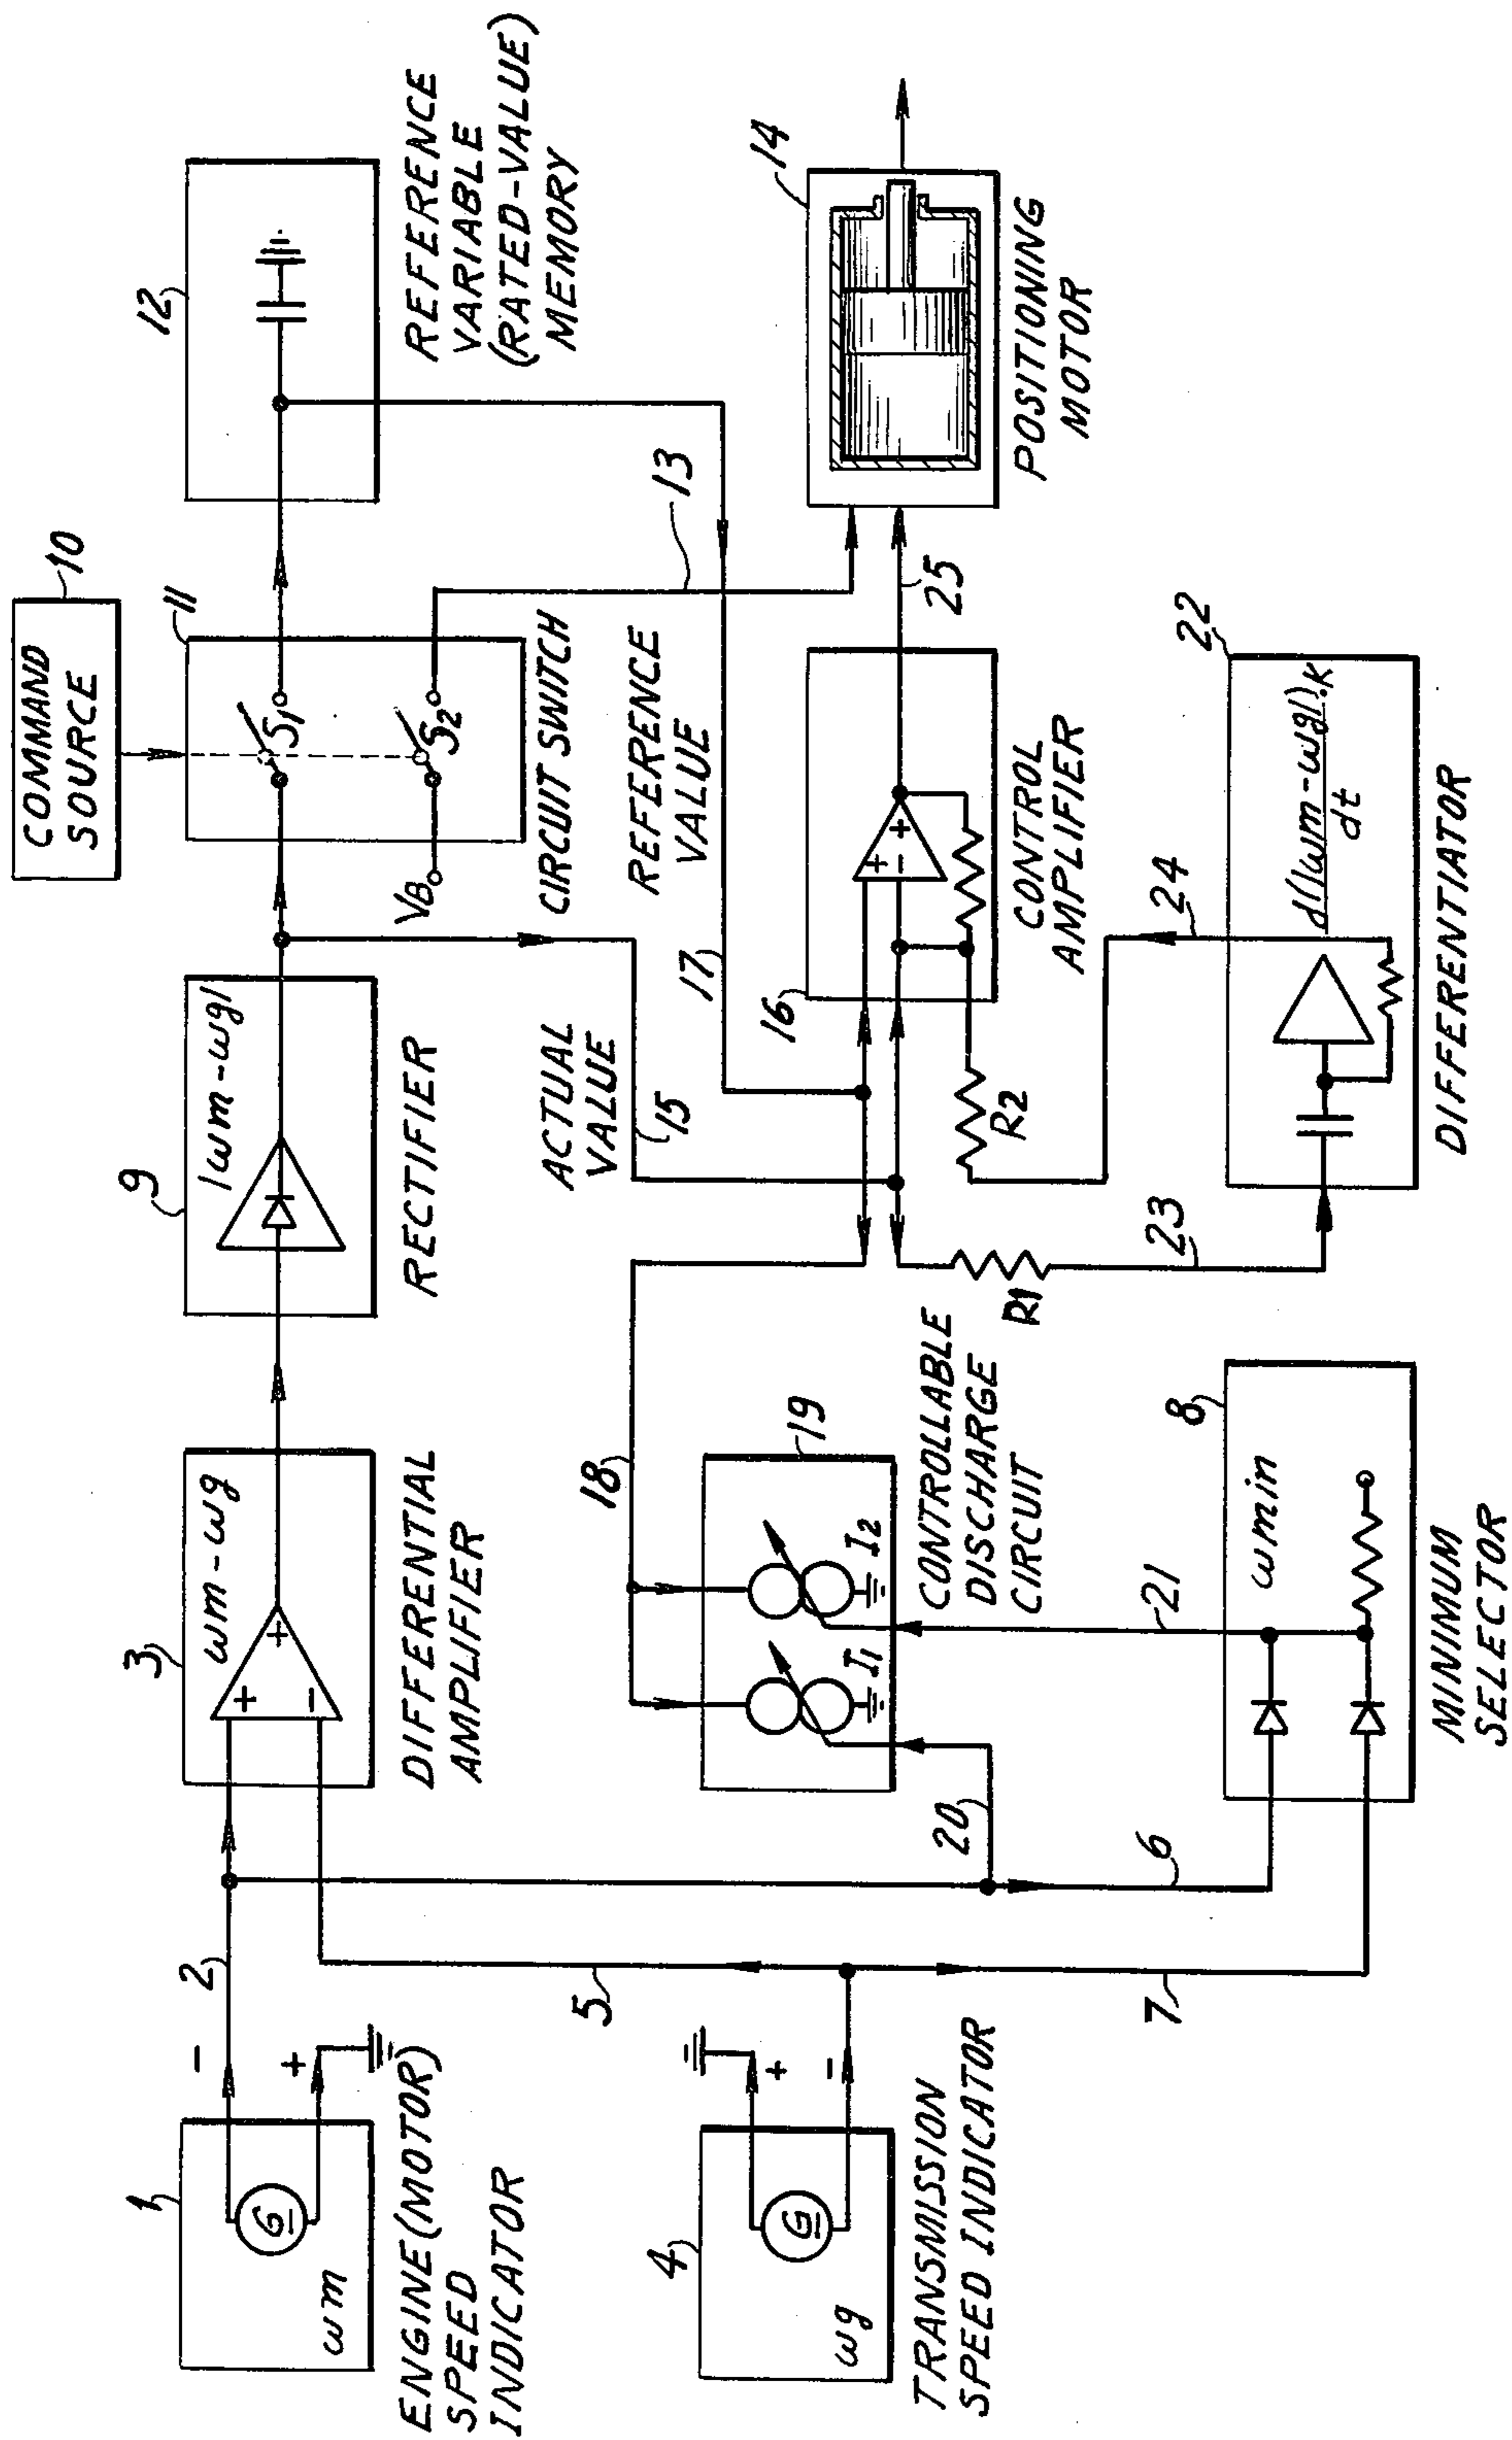 COMMAND
SOURCE
10
1
ωm
G
ENGINE (MOTOR)
SPEED
INDICATOR
-
+
2
3
ωm-ωg
+
-
+
DIFFERENTIAL
AMPLIFIER
9
|ωm-ωg|
RECTIFIER
11
S1
S2
VB
CIRCUIT SWITCH
12
REFERENCE
VARIABLE
(RATED-VALUE)
MEMORY
4
ωg
G
TRANSMISSION
SPEED INDICATOR
+
-
5
7
6
20
18
19
I1
I2
CONTROLLABLE
DISCHARGE
CIRCUIT
21
8
ωmin
MINIMUM
SELECTOR
ACTUAL
VALUE
15
17
REFERENCE
VALUE
13
16
+
-
+
CONTROL
AMPLIFIER
R2
R1
23
24
25
14
POSITIONING
MOTOR
22
d(|ωm-ωg|)·K
dt
DIFFERENTIATOR